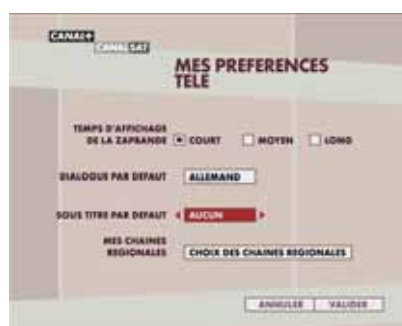 CANAL+
CANALSAT
MES PREFERENCES
TELE
TEMPS D'AFFICHAGE
DE LA ZAPBANDE COURT MOYEN LONG
DIALOGUE PAR DEFAUT ALLEMAND
SOUS TITRE PAR DEFAUT AUCUN
MES CHAINES
REGIONALES CHOIX DES CHAINES REGIONALES
ANNULER VALIDER